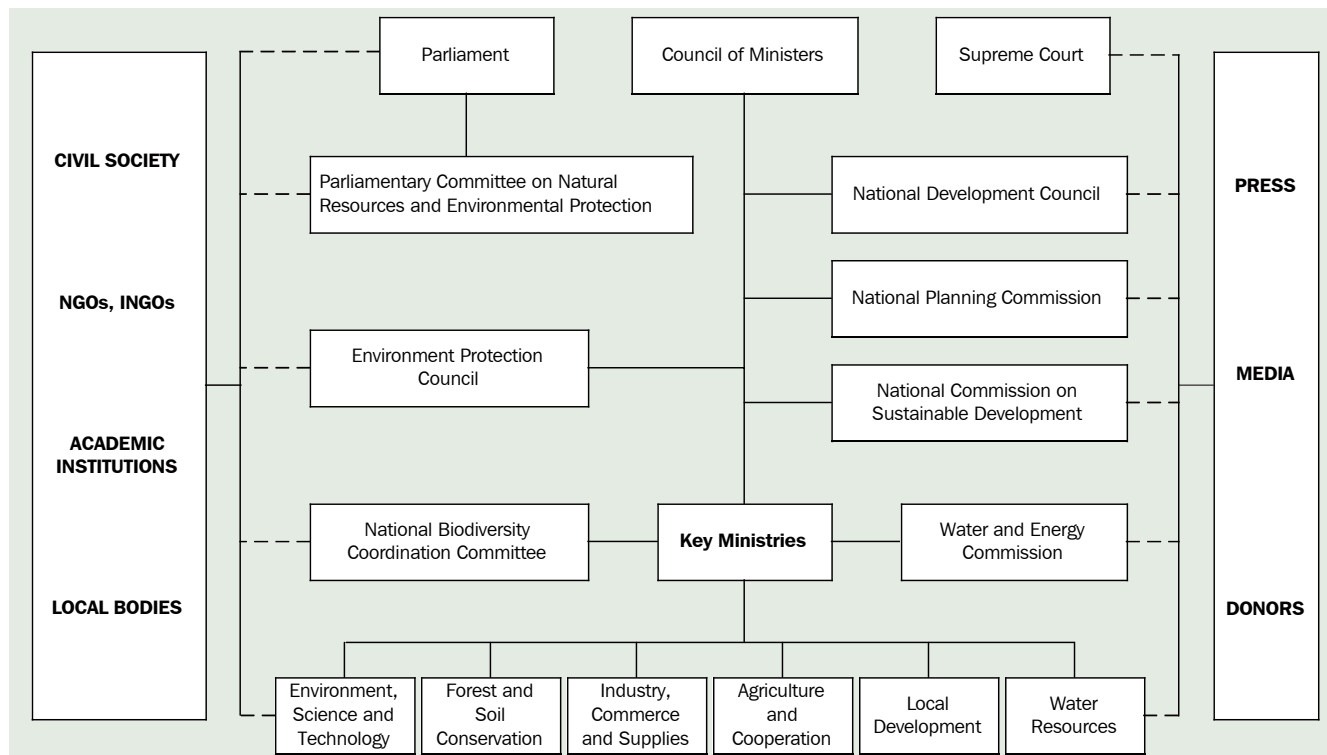 Parliament
Council of Ministers
Supreme Court
CIVIL SOCIETY
NGOs, INGOs
ACADEMIC
INSTITUTIONS
LOCAL BODIES
Parliamentary Committee on Natural
Resources and Environmental Protection
National Development Council
National Planning Commission
Environment Protection
Council
National Commission on
Sustainable Development
National Biodiversity
Coordination Committee
Key Ministries
Water and Energy
Commission
PRESS
MEDIA
DONORS
Environment,
Science and
Technology
Forest and
Soil
Conservation
Industry,
Commerce
and Supplies
Agriculture
and
Cooperation
Local
Development
Water
Resources